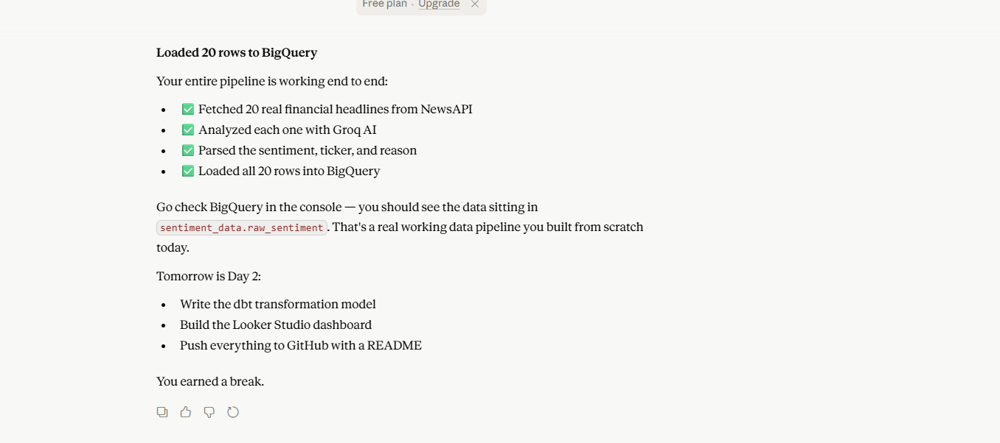 Free plan • Upgrade ×
Loaded 20 rows to BigQuery
Your entire pipeline is working end to end:
• ✅ Fetched 20 real financial headlines from NewsAPI
• ✅ Analyzed each one with Groq AI
• ✅ Parsed the sentiment, ticker, and reason
• ✅ Loaded all 20 rows into BigQuery
Go check BigQuery in the console — you should see the data sitting in
sentiment_data.raw_sentiment. That's a real working data pipeline you built from scratch
today.
Tomorrow is Day 2:
• Write the dbt transformation model
• Build the Looker Studio dashboard
• Push everything to GitHub with a README
You earned a break.